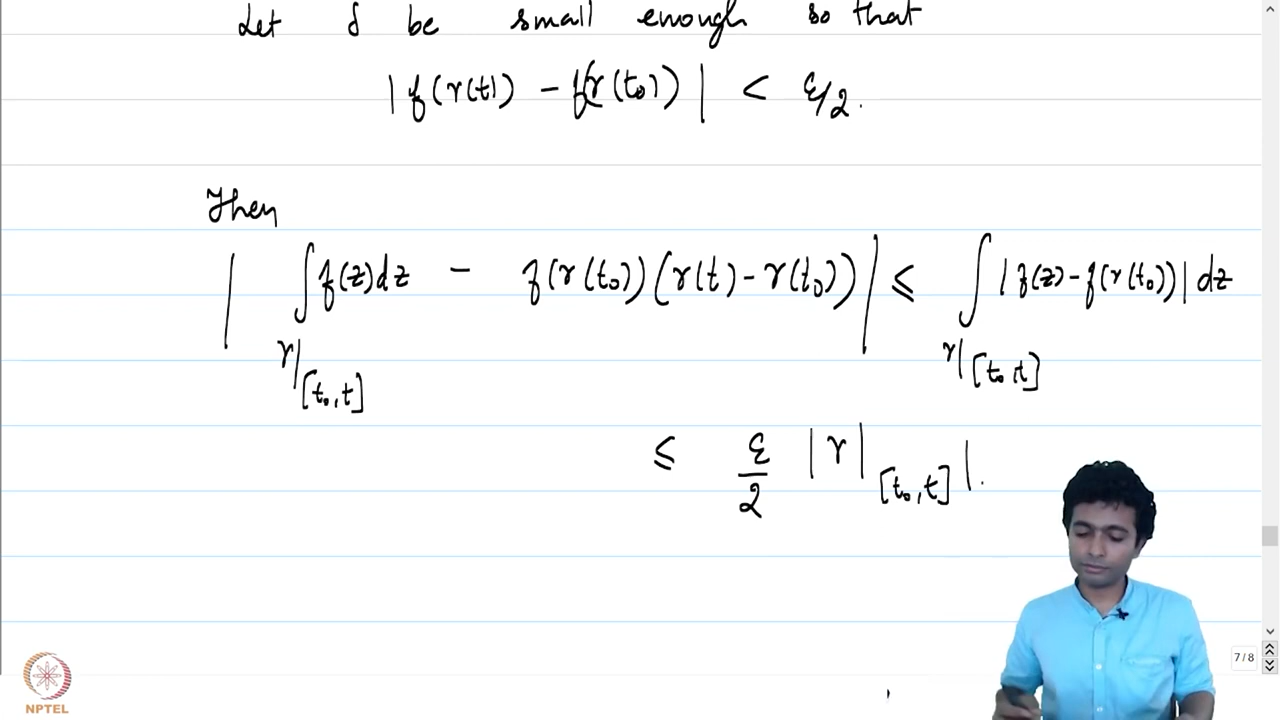 Let δ be small enough so that
| f(γ(t)) - f(γ(t₀)) | < ε/2.
Then
| ∫_{γ|[t₀,t]} f(z)dz - f(γ(t₀))(γ(t)-γ(t₀)) | ≤ ∫_{γ|[t₀,t]} | f(z)-f(γ(t₀)) | dz
≤ ε/2 | γ|[t₀,t] |.
7/8
NPTEL